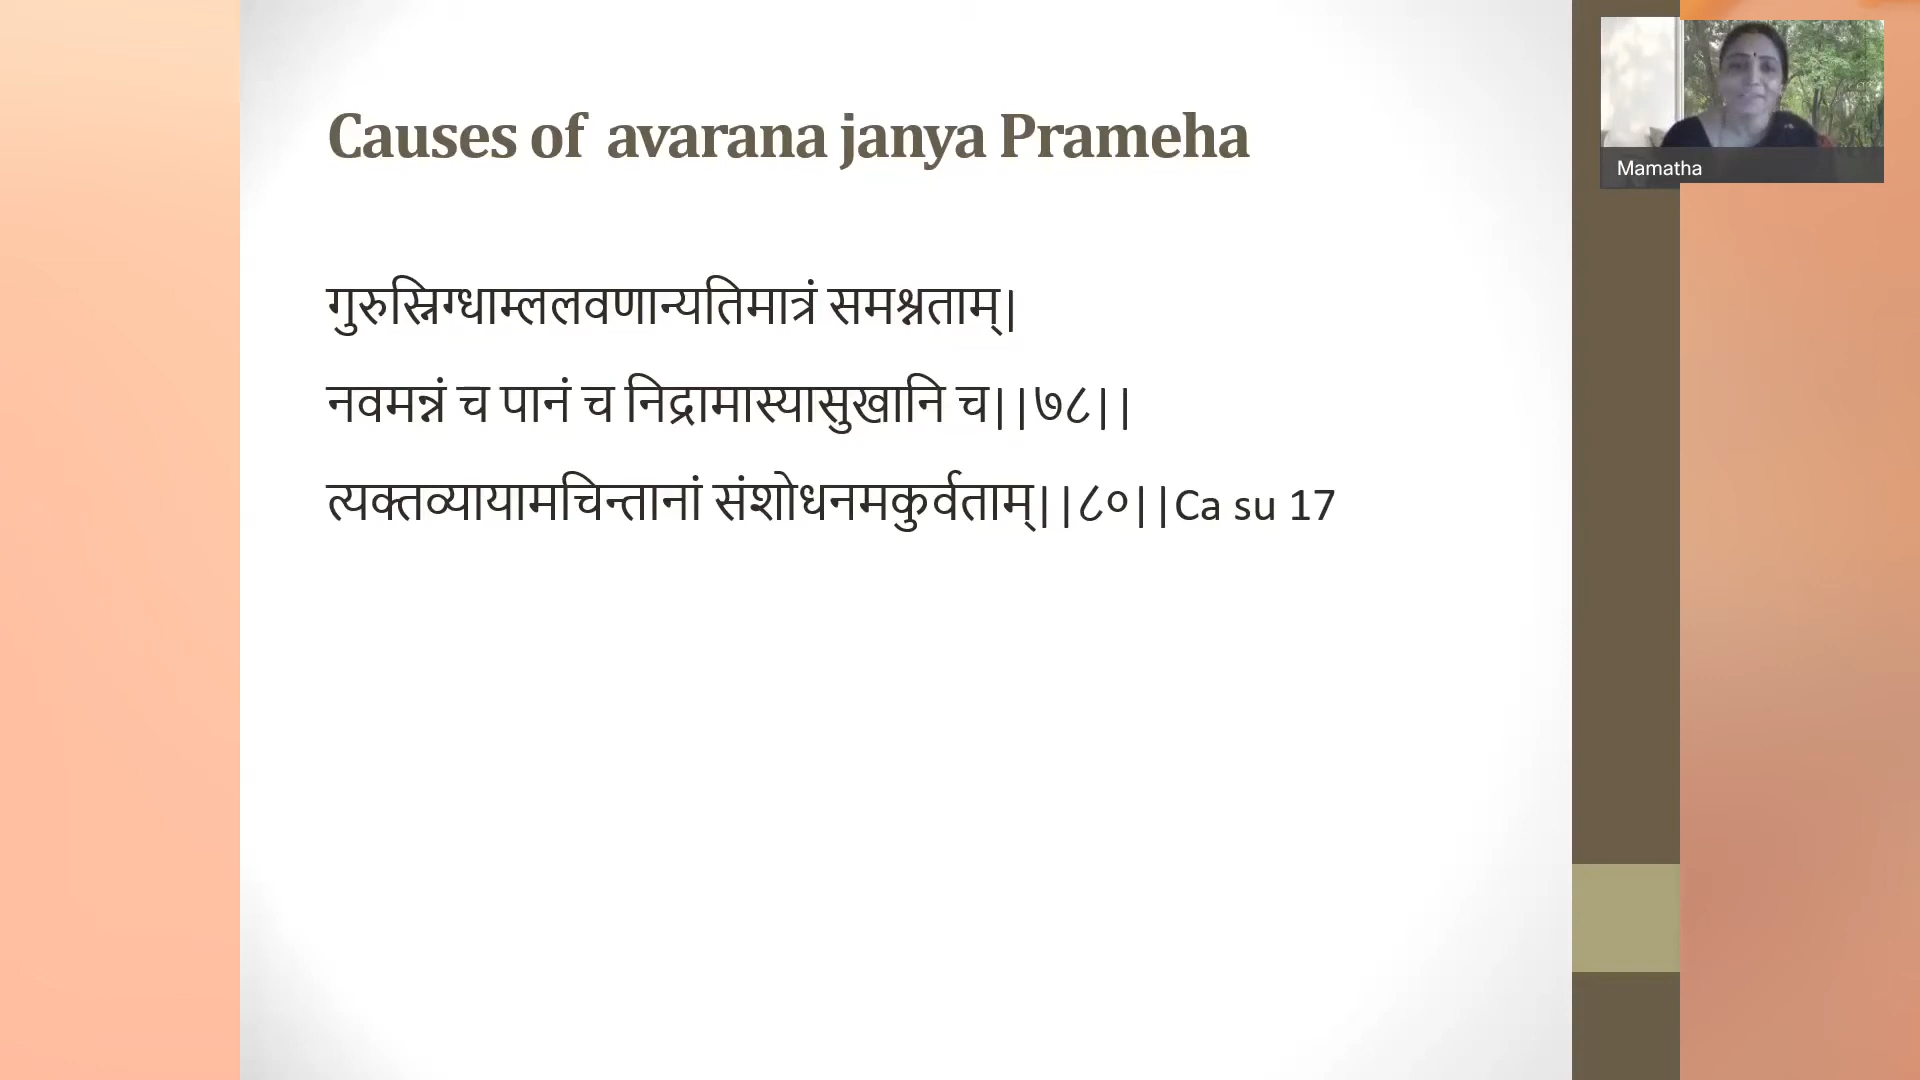 Causes of avarana janya Prameha
गुरुस्निग्धाम्ललवणान्यतिमात्रं समश्नताम्|
नवमन्नं च पानं च निद्रामास्यासुखानि च||७८||
त्यक्तव्यायामचिन्तानां संशोधनमकुर्वताम्||८०||Ca su 17
Mamatha